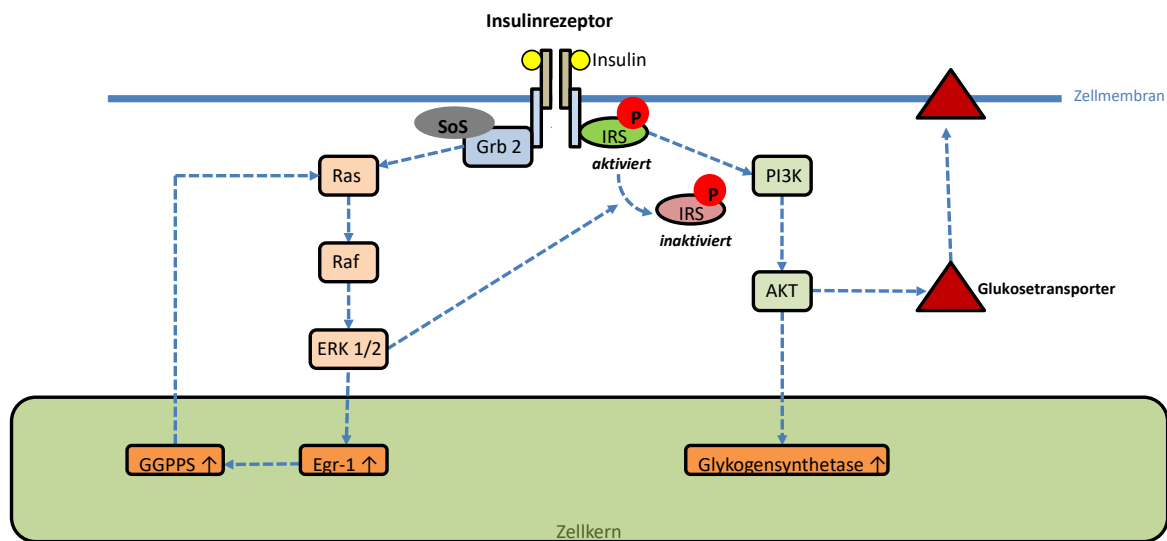 Insulinrezeptor
Insulin
Zellmembran
SoS
P
Grb 2
IRS
aktiviert
Ras
PI3K
P
IRS
inaktiviert
Raf
AKT
Glukosetransporter
ERK 1/2
GGPPS ↑
Egr-1 ↑
Glykogensynthetase ↑
Zellkern